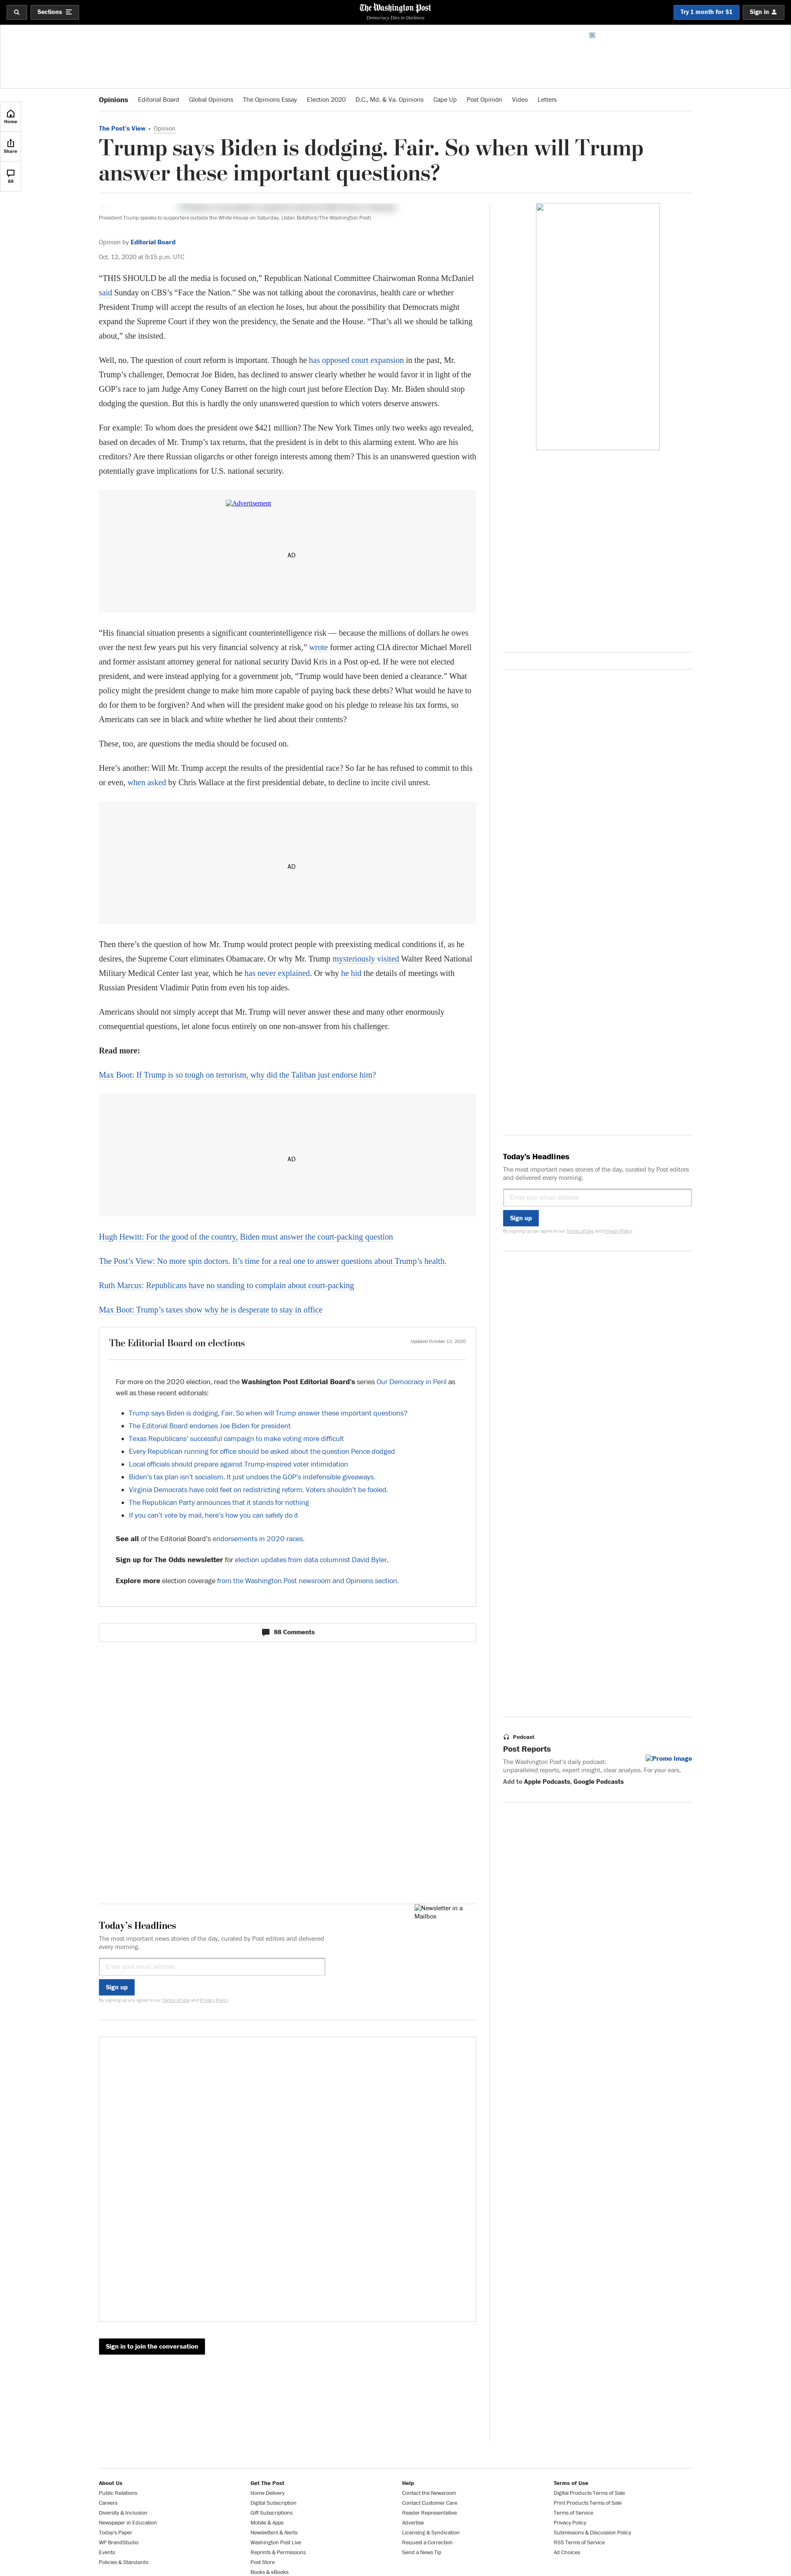 Sections
The Washington Post
Democracy Dies in Darkness
Try 1 month for $1
Sign in
Home
Share
88
Opinions
Editorial Board
Global Opinions
The Opinions Essay
Election 2020
D.C., Md. & Va. Opinions
Cape Up
Post Opinión
Video
Letters
The Post's View • Opinion
Trump says Biden is dodging. Fair. So when will Trump
answer these important questions?
President Trump speaks to supporters outside the White House on Saturday. (Jabin Botsford/The Washington Post)
Opinion by Editorial Board
Oct. 12, 2020 at 9:15 p.m. UTC
“THIS SHOULD be all the media is focused on,” Republican National Committee Chairwoman Ronna McDaniel
said Sunday on CBS’s “Face the Nation.” She was not talking about the coronavirus, health care or whether
President Trump will accept the results of an election he loses, but about the possibility that Democrats might
expand the Supreme Court if they won the presidency, the Senate and the House. “That’s all we should be talking
about,” she insisted.
Well, no. The question of court reform is important. Though he has opposed court expansion in the past, Mr.
Trump’s challenger, Democrat Joe Biden, has declined to answer clearly whether he would favor it in light of the
GOP’s race to jam Judge Amy Coney Barrett on the high court just before Election Day. Mr. Biden should stop
dodging the question. But this is hardly the only unanswered question to which voters deserve answers.
For example: To whom does the president owe $421 million? The New York Times only two weeks ago revealed,
based on decades of Mr. Trump’s tax returns, that the president is in debt to this alarming extent. Who are his
creditors? Are there Russian oligarchs or other foreign interests among them? This is an unanswered question with
potentially grave implications for U.S. national security.
Advertisement
AD
“His financial situation presents a significant counterintelligence risk — because the millions of dollars he owes
over the next few years put his very financial solvency at risk,” wrote former acting CIA director Michael Morell
and former assistant attorney general for national security David Kris in a Post op-ed. If he were not elected
president, and were instead applying for a government job, “Trump would have been denied a clearance.” What
policy might the president change to make him more capable of paying back these debts? What would he have to
do for them to be forgiven? And when will the president make good on his pledge to release his tax forms, so
Americans can see in black and white whether he lied about their contents?
These, too, are questions the media should be focused on.
Here’s another: Will Mr. Trump accept the results of the presidential race? So far he has refused to commit to this
or even, when asked by Chris Wallace at the first presidential debate, to decline to incite civil unrest.
AD
Then there’s the question of how Mr. Trump would protect people with preexisting medical conditions if, as he
desires, the Supreme Court eliminates Obamacare. Or why Mr. Trump mysteriously visited Walter Reed National
Military Medical Center last year, which he has never explained. Or why he hid the details of meetings with
Russian President Vladimir Putin from even his top aides.
Americans should not simply accept that Mr. Trump will never answer these and many other enormously
consequential questions, let alone focus entirely on one non-answer from his challenger.
Read more:
Max Boot: If Trump is so tough on terrorism, why did the Taliban just endorse him?
AD
Hugh Hewitt: For the good of the country, Biden must answer the court-packing question
The Post’s View: No more spin doctors. It’s time for a real one to answer questions about Trump’s health.
Ruth Marcus: Republicans have no standing to complain about court-packing
Max Boot: Trump’s taxes show why he is desperate to stay in office
The Editorial Board on elections
Updated October 12, 2020
For more on the 2020 election, read the Washington Post Editorial Board’s series Our Democracy in Peril as
well as these recent editorials:
Trump says Biden is dodging. Fair. So when will Trump answer these important questions?
The Editorial Board endorses Joe Biden for president
Texas Republicans’ successful campaign to make voting more difficult
Every Republican running for office should be asked about the question Pence dodged
Local officials should prepare against Trump-inspired voter intimidation
Biden’s tax plan isn’t socialism. It just undoes the GOP’s indefensible giveaways.
Virginia Democrats have cold feet on redistricting reform. Voters shouldn’t be fooled.
The Republican Party announces that it stands for nothing
If you can’t vote by mail, here’s how you can safely do it
See all of the Editorial Board’s endorsements in 2020 races.
Sign up for The Odds newsletter for election updates from data columnist David Byler.
Explore more election coverage from the Washington Post newsroom and Opinions section.
88 Comments
Today’s Headlines
The most important news stories of the day, curated by Post editors and delivered
every morning.
Enter your email address
Sign up
By signing up you agree to our Terms of Use and Privacy Policy
Newsletter in a
Mailbox
Sign in to join the conversation
Today’s Headlines
The most important news stories of the day, curated by Post editors
and delivered every morning.
Enter your email address
Sign up
By signing up you agree to our Terms of Use and Privacy Policy
Podcast
Post Reports
Promo Image
The Washington Post’s daily podcast:
unparalleled reports, expert insight, clear analysis. For your ears.
Add to Apple Podcasts, Google Podcasts
About Us
Public Relations
Careers
Diversity & Inclusion
Newspaper in Education
Today’s Paper
WP BrandStudio
Events
Policies & Standards
Get The Post
Home Delivery
Digital Subscription
Gift Subscriptions
Mobile & Apps
Newsletters & Alerts
Washington Post Live
Reprints & Permissions
Post Store
Books & eBooks
Help
Contact the Newsroom
Contact Customer Care
Reader Representative
Advertise
Licensing & Syndication
Request a Correction
Send a News Tip
Terms of Use
Digital Products Terms of Sale
Print Products Terms of Sale
Terms of Service
Privacy Policy
Submissions & Discussion Policy
RSS Terms of Service
Ad Choices